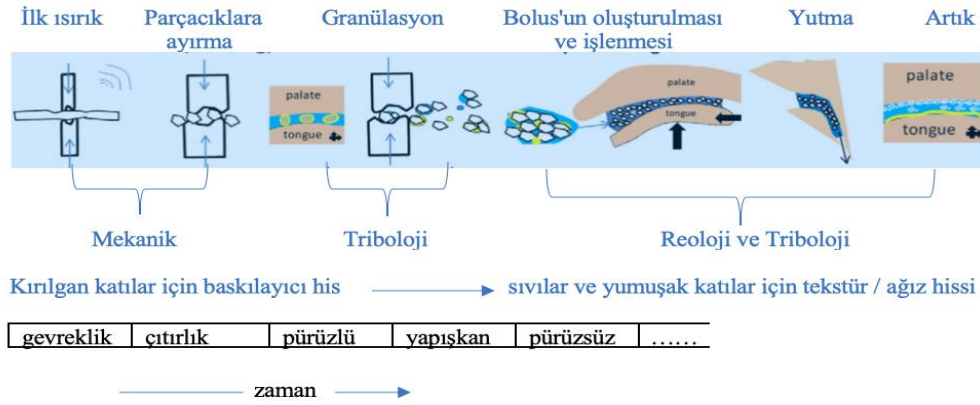 İlk ısırık
Parçacıklara
ayırma
Granülasyon
Bolus'un oluşturulması
ve işlenmesi
Yutma
Artık
palate
tongue
palate
tongue
palate
tongue
Mekanik
Triboloji
Reoloji ve Triboloji
Kırılgan katılar için baskılayıcı his
sıvılar ve yumuşak katılar için tekstür / ağız hissi
gevreklik çıtırlık pürüzlü yapışkan pürüzsüz ……
zaman